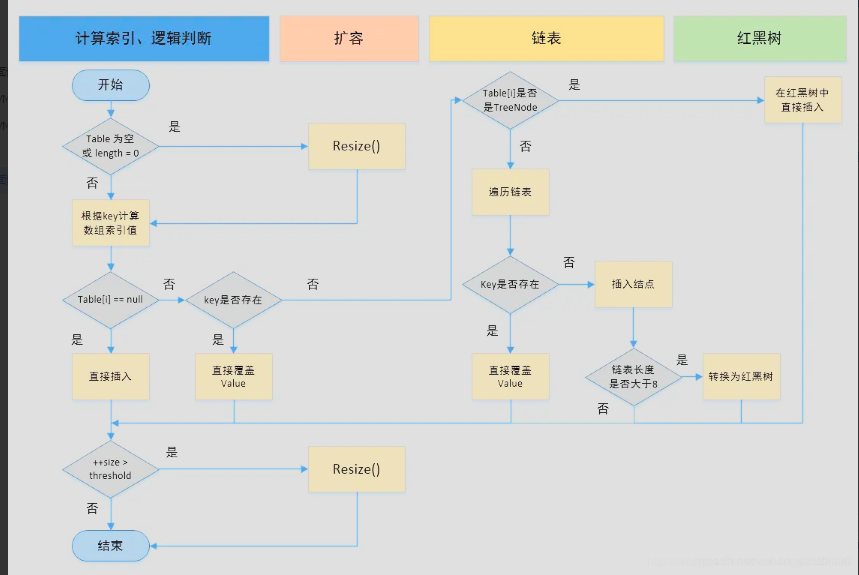 计算索引、逻辑判断
扩容
链表
红黑树
开始
Table 为空
或 length = 0
是
否
Resize()
根据key计算
数组索引值
Table[i] == null
否
是
直接插入
key是否存在
否
是
直接覆盖
Value
Table[i]是否
是TreeNode
是
否
在红黑树中
直接插入
遍历链表
Key是否存在
否
是
插入结点
直接覆盖
Value
链表长度
是否大于8
是
否
转换为红黑树
++size >
threshold
是
否
Resize()
结束